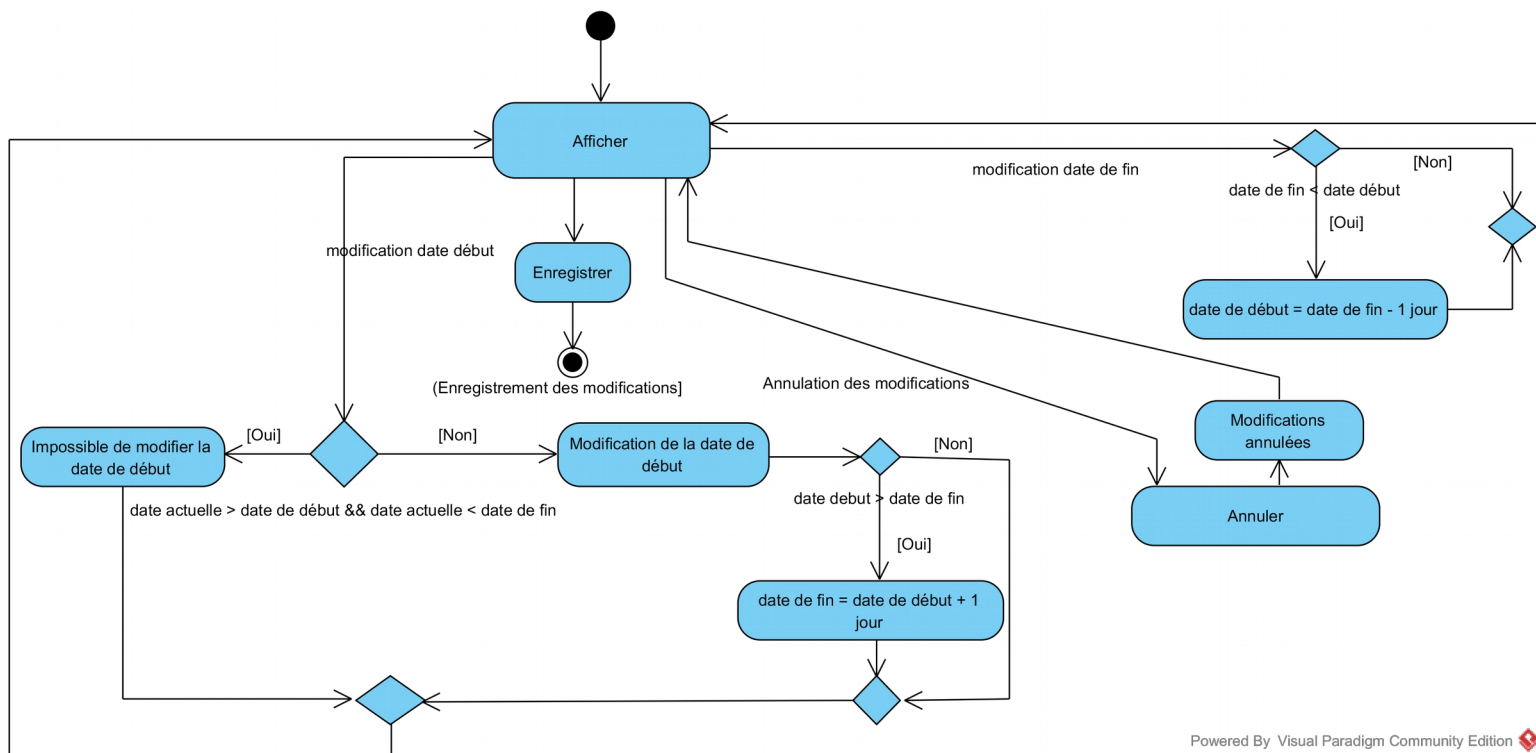 Afficher
modification date de fin
[Non]
date de fin < date début
[Oui]
modification date début
Enregistrer
date de début = date de fin - 1 jour
(Enregistrement des modifications]
Annulation des modifications
Modifications
annulées
Impossible de modifier la
date de début
[Oui]
[Non]
Modification de la date de
début
[Non]
date debut > date de fin
date actuelle > date de début && date actuelle < date de fin
Annuler
[Oui]
date de fin = date de début + 1
jour
Powered By Visual Paradigm Community Edition